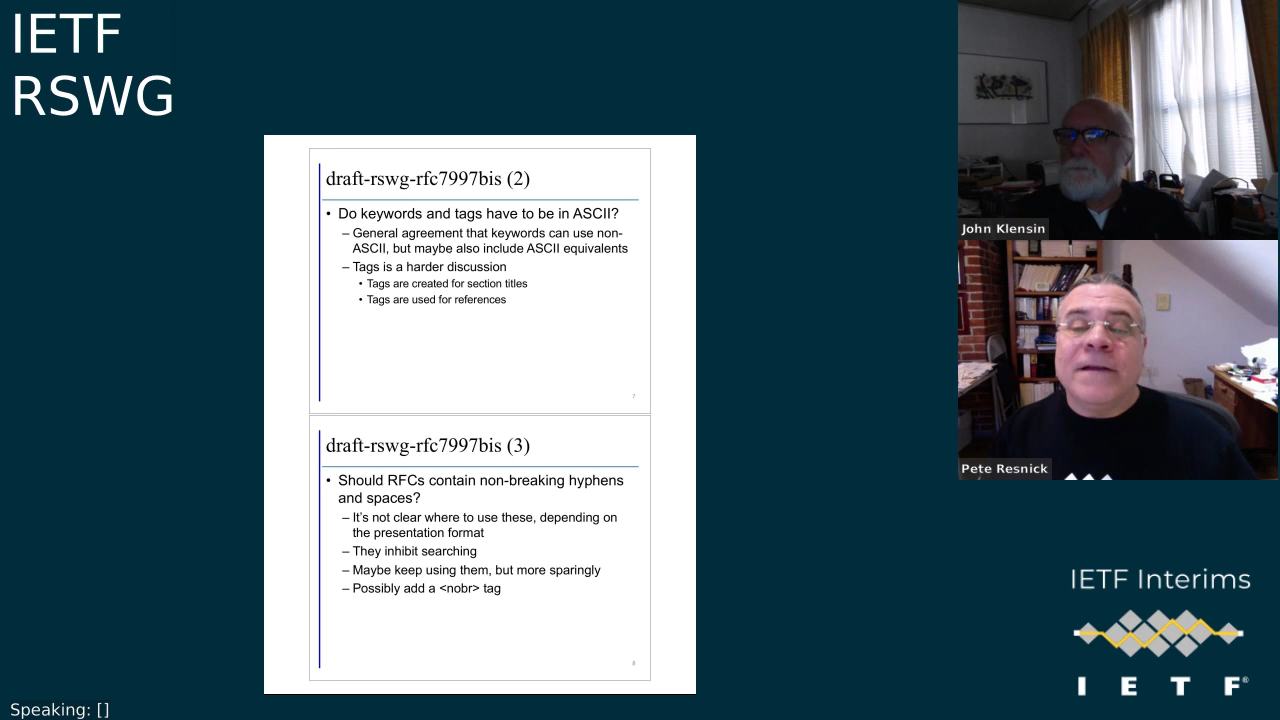 IETF
RSWG
draft-rswg-rfc7997bis (2)
• Do keywords and tags have to be in ASCII?
– General agreement that keywords can use non-
ASCII, but maybe also include ASCII equivalents
– Tags is a harder discussion
• Tags are created for section titles
• Tags are used for references
7
draft-rswg-rfc7997bis (3)
• Should RFCs contain non-breaking hyphens
and spaces?
– It's not clear where to use these, depending on
the presentation format
– They inhibit searching
– Maybe keep using them, but more sparingly
– Possibly add a <nobr> tag
8
John Klensin
Pete Resnick
IETF Interims
I E T F®
Speaking: []